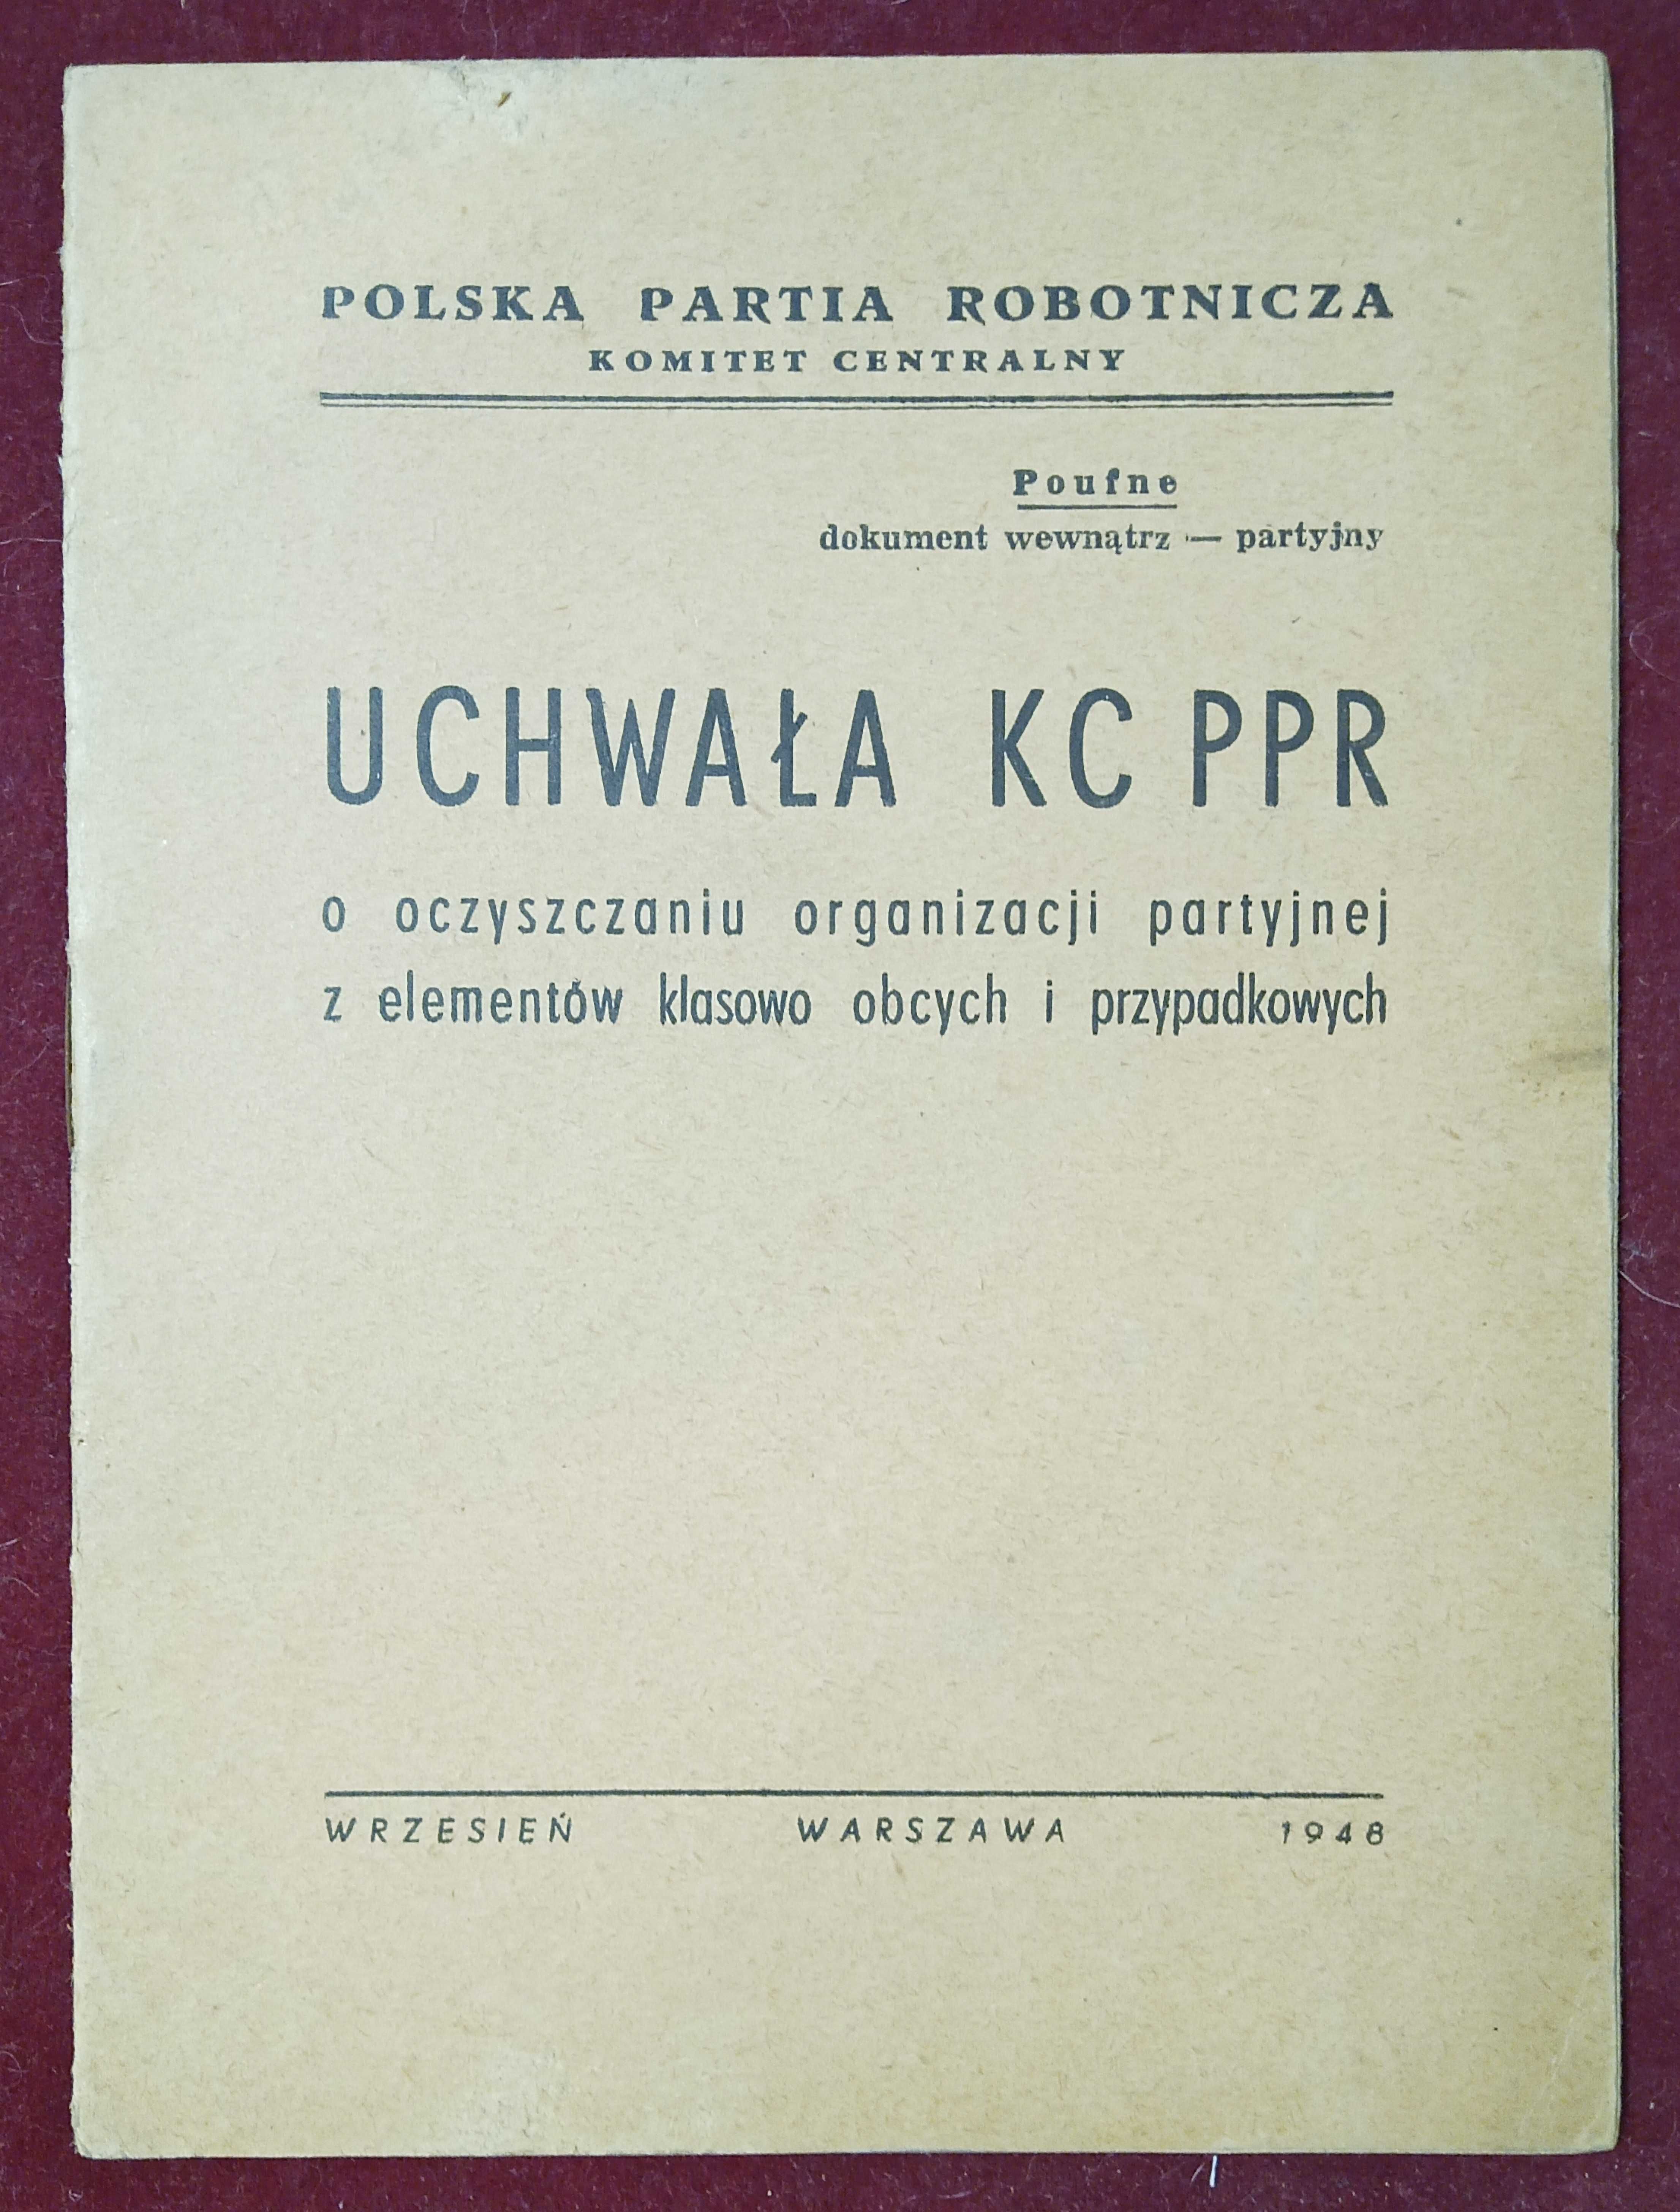 POLSKA PARTIA ROBOTNICZA
KOMITET CENTRALNY
Poufne
dokument wewnątrz — partyjny
UCHWAŁA KC PPR
o oczyszczaniu organizacji partyjnej
z elementów klasowo obcych i przypadkowych
WRZESIEŃ WARSZAWA 1948